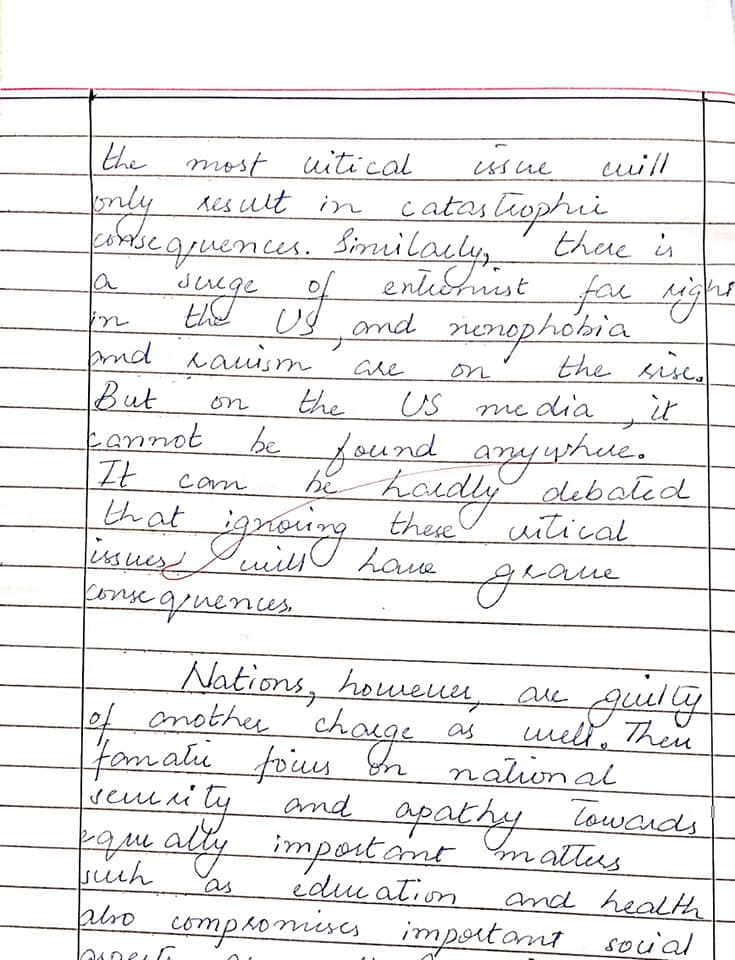 the most critical issue will
only result in catastrophic
consequences. Similarly, there is
a surge of extremist far right
in the US, and xenophobia
and racism are on the rise.
But on the US media, it
cannot be found anywhere.
It can be hardly debated
that ignoring these critical
issues will have grave
consequences.
Nations, however, are guilty
of another charge as well. Their
fanatic focus on national
security and apathy towards
equally important matters
such as education and health
also compromises important social
aspects